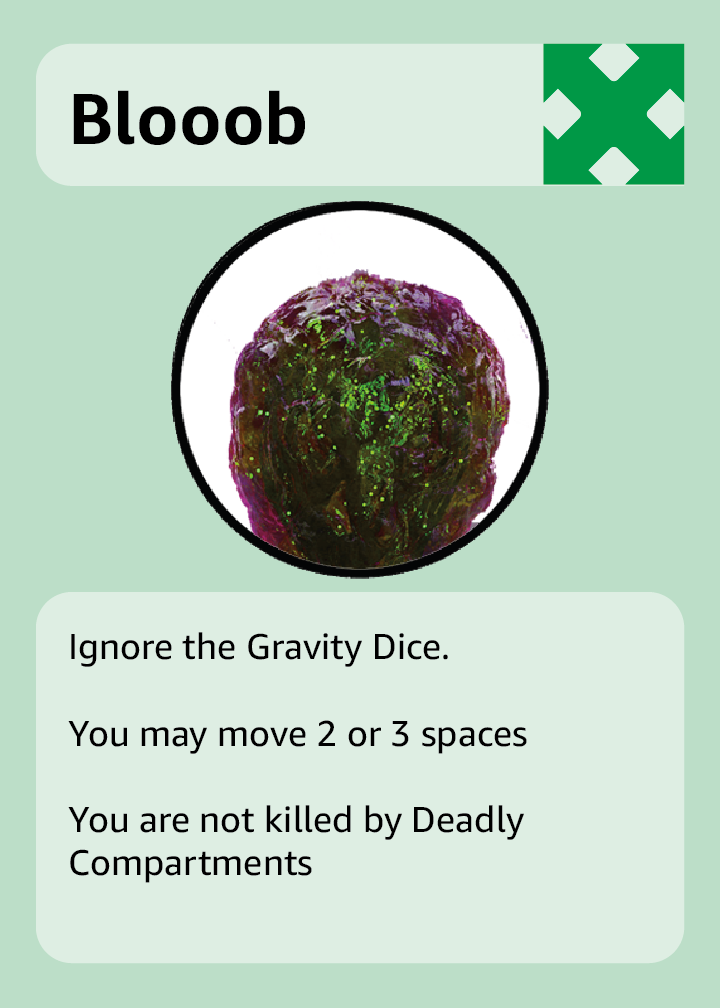 Blooob
Ignore the Gravity Dice.
You may move 2 or 3 spaces
You are not killed by Deadly
Compartments